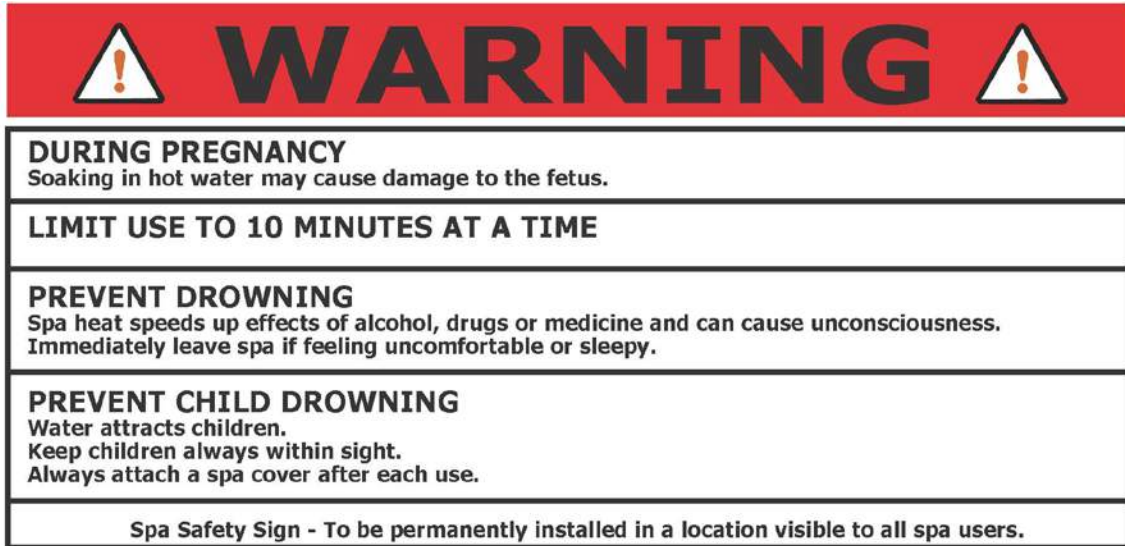 WARNING
DURING PREGNANCY
Soaking in hot water may cause damage to the fetus.
LIMIT USE TO 10 MINUTES AT A TIME
PREVENT DROWNING
Spa heat speeds up effects of alcohol, drugs or medicine and can cause unconsciousness.
Immediately leave spa if feeling uncomfortable or sleepy.
PREVENT CHILD DROWNING
Water attracts children.
Keep children always within sight.
Always attach a spa cover after each use.
Spa Safety Sign - To be permanently installed in a location visible to all spa users.